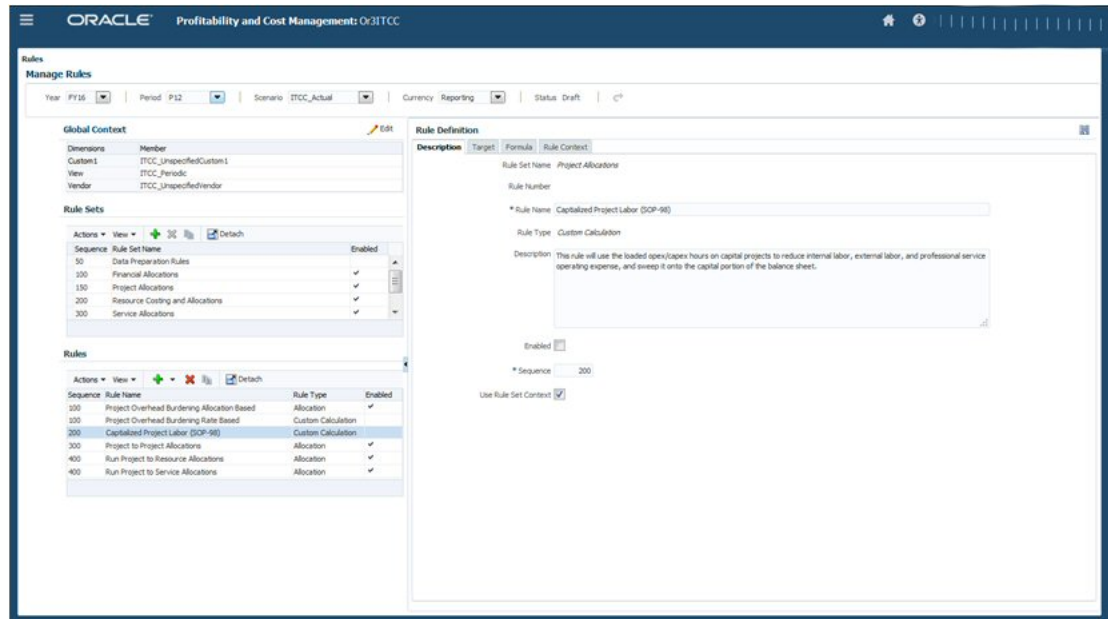 ORACLE Profitability and Cost Management: Or3ITCC
Rules
Manage Rules
Year FY16 Period P12 Scenario ITCC_Actual Currency Reporting Status Draft
Global Context Edit
Dimensions Member
Custom1 ITCC_UnspecifiedCustom1
View ITCC_Periodic
Vendor ITCC_UnspecifiedVendor
Rule Sets
Actions View Detach
Sequence Rule Set Name Enabled
50 Data Preparation Rules
100 Financial Allocations
150 Project Allocations
200 Resource Costing and Allocations
300 Service Allocations
Rules
Actions View Detach
Sequence Rule Name Rule Type Enabled
100 Project Overhead Burdening Allocation Based Allocation
100 Project Overhead Burdening Rate Based Custom Calculation
200 Captialized Project Labor (SOP-98) Custom Calculation
300 Project to Project Allocations Allocation
400 Run Project to Resource Allocations Allocation
400 Run Project to Service Allocations Allocation
Rule Definition
Description Target Formula Rule Context
Rule Set Name Project Allocations
Rule Number
* Rule Name Captialized Project Labor (SOP-98)
Rule Type Custom Calculation
Description This rule will use the loaded opex/capex hours on capital projects to reduce internal labor, external labor, and professional service
operating expense, and sweep it onto the capital portion of the balance sheet.
Enabled
* Sequence 200
Use Rule Set Context